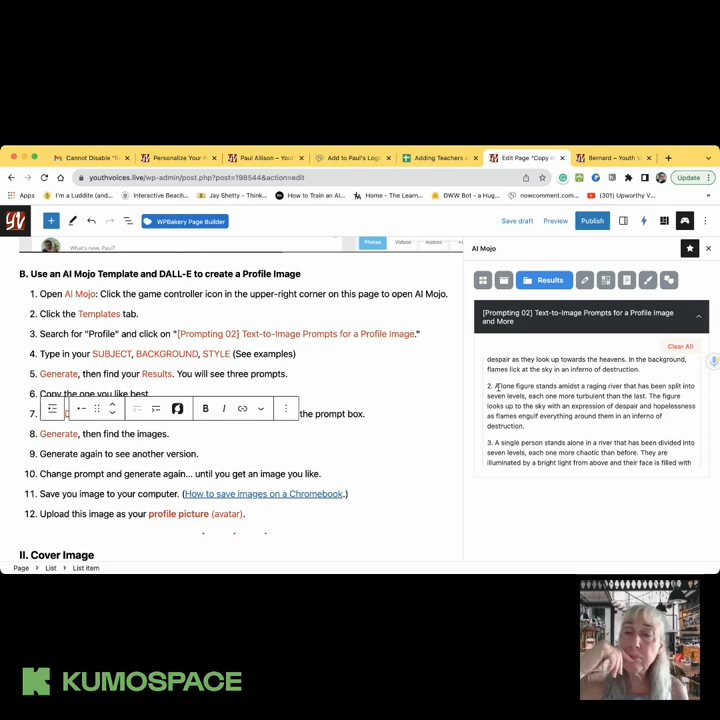 Cannot Disable "R
Personalize Your P
Paul Allison – Yout
Add to Paul's Log
Adding Teachers a
Edit Page "Copy o
Bernard – Youth V
youthvoices.live/wp-admin/post.php?post=198544&action=edit
Update
Apps
I'm a Luddite (and...
Interactive Beach...
Jay Shetty - Think...
How to Train an AI...
Home - The Learn...
DWW Blog - a Hug...
nowcomment.com...
(301) Upworthy V...
WPBakery Page Builder
Save draft
Preview
Publish
What's new, Paul?
Photos
Videos
Audios
AI Mojo
B. Use an AI Mojo Template and DALL-E to create a Profile Image
1. Open AI Mojo: Click the game controller icon in the upper-right corner on this page to open AI Mojo.
2. Click the Templates tab.
3. Search for "Profile" and click on "[Prompting 02] Text-to-Image Prompts for a Profile Image."
4. Type in your SUBJECT, BACKGROUND, STYLE (See examples)
5. Generate, then find your Results. You will see three prompts.
6. Copy the one you like best
7. the prompt box.
B I
8. Generate, then find the images.
9. Generate again to see another version.
10. Change prompt and generate again... until you get an image you like.
11. Save you image to your computer. (How to save images on a Chromebook.)
12. Upload this image as your profile picture (avatar).
II. Cover Image
Page List List item
Results
[Prompting 02] Text-to-Image Prompts for a Profile Image
and More
Clear All
despair as they look up towards the heavens. In the background,
flames lick at the sky in an inferno of destruction.
2. A lone figure stands amidst a raging river that has been split into
seven levels, each one more turbulent than the last. The figure
looks up to the sky with an expression of despair and hopelessness
as flames engulf everything around them in an inferno of
destruction.
3. A single person stands alone in a river that has been divided into
seven levels, each one more chaotic than before. They are
illuminated by a bright light from above and their face is filled with
KUMOSPACE